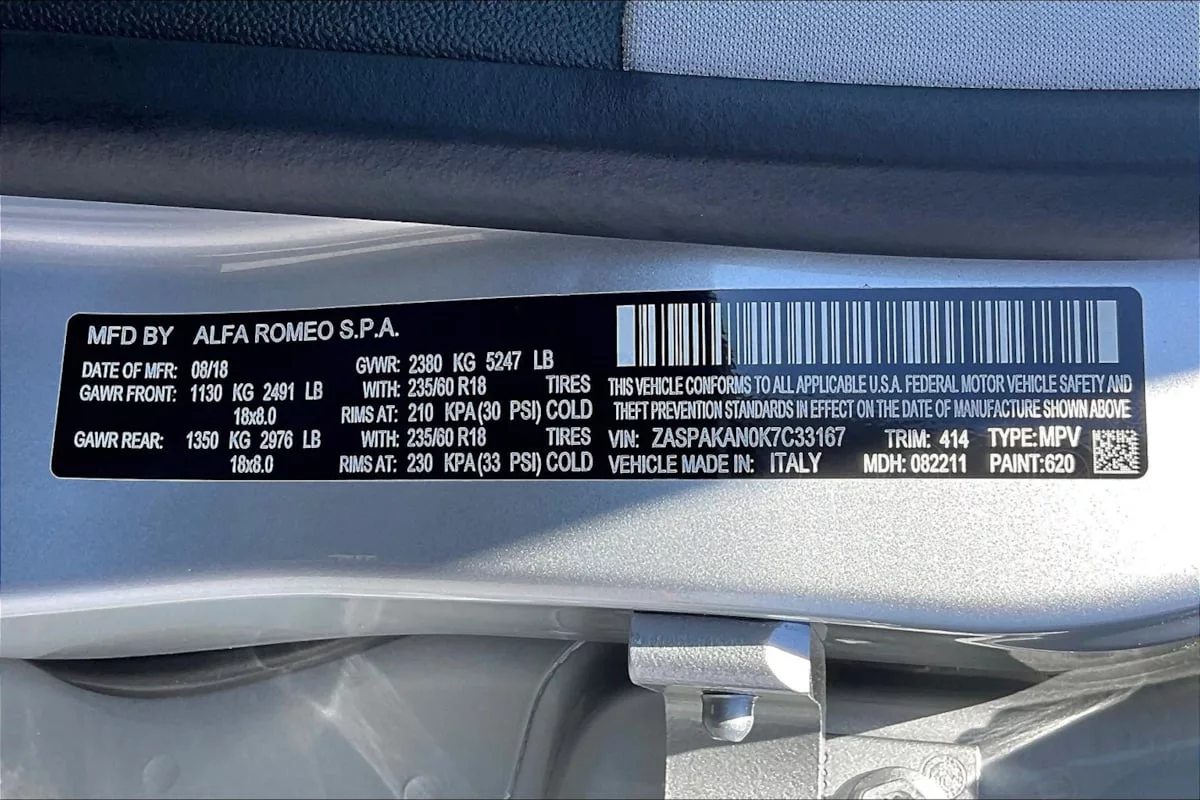 MFD BY ALFA ROMEO S.P.A.
DATE OF MFR: 08/18 GVWR: 2380 KG 5247 LB
GAWR FRONT: 1130 KG 2491 LB WITH: 235/60 R18 TIRES
18x8.0 RIMS AT: 210 KPA(30 PSI) COLD
GAWR REAR: 1350 KG 2976 LB WITH: 235/60 R18 TIRES
18x8.0 RIMS AT: 230 KPA(33 PSI) COLD
THIS VEHICLE CONFORMS TO ALL APPLICABLE U.S.A. FEDERAL MOTOR VEHICLE SAFETY AND
THEFT PREVENTION STANDARDS IN EFFECT ON THE DATE OF MANUFACTURE SHOWN ABOVE
VIN: ZASPAKAN0K7C33167 TRIM: 414 TYPE:MPV
VEHICLE MADE IN: ITALY MDH: 082211 PAINT:620